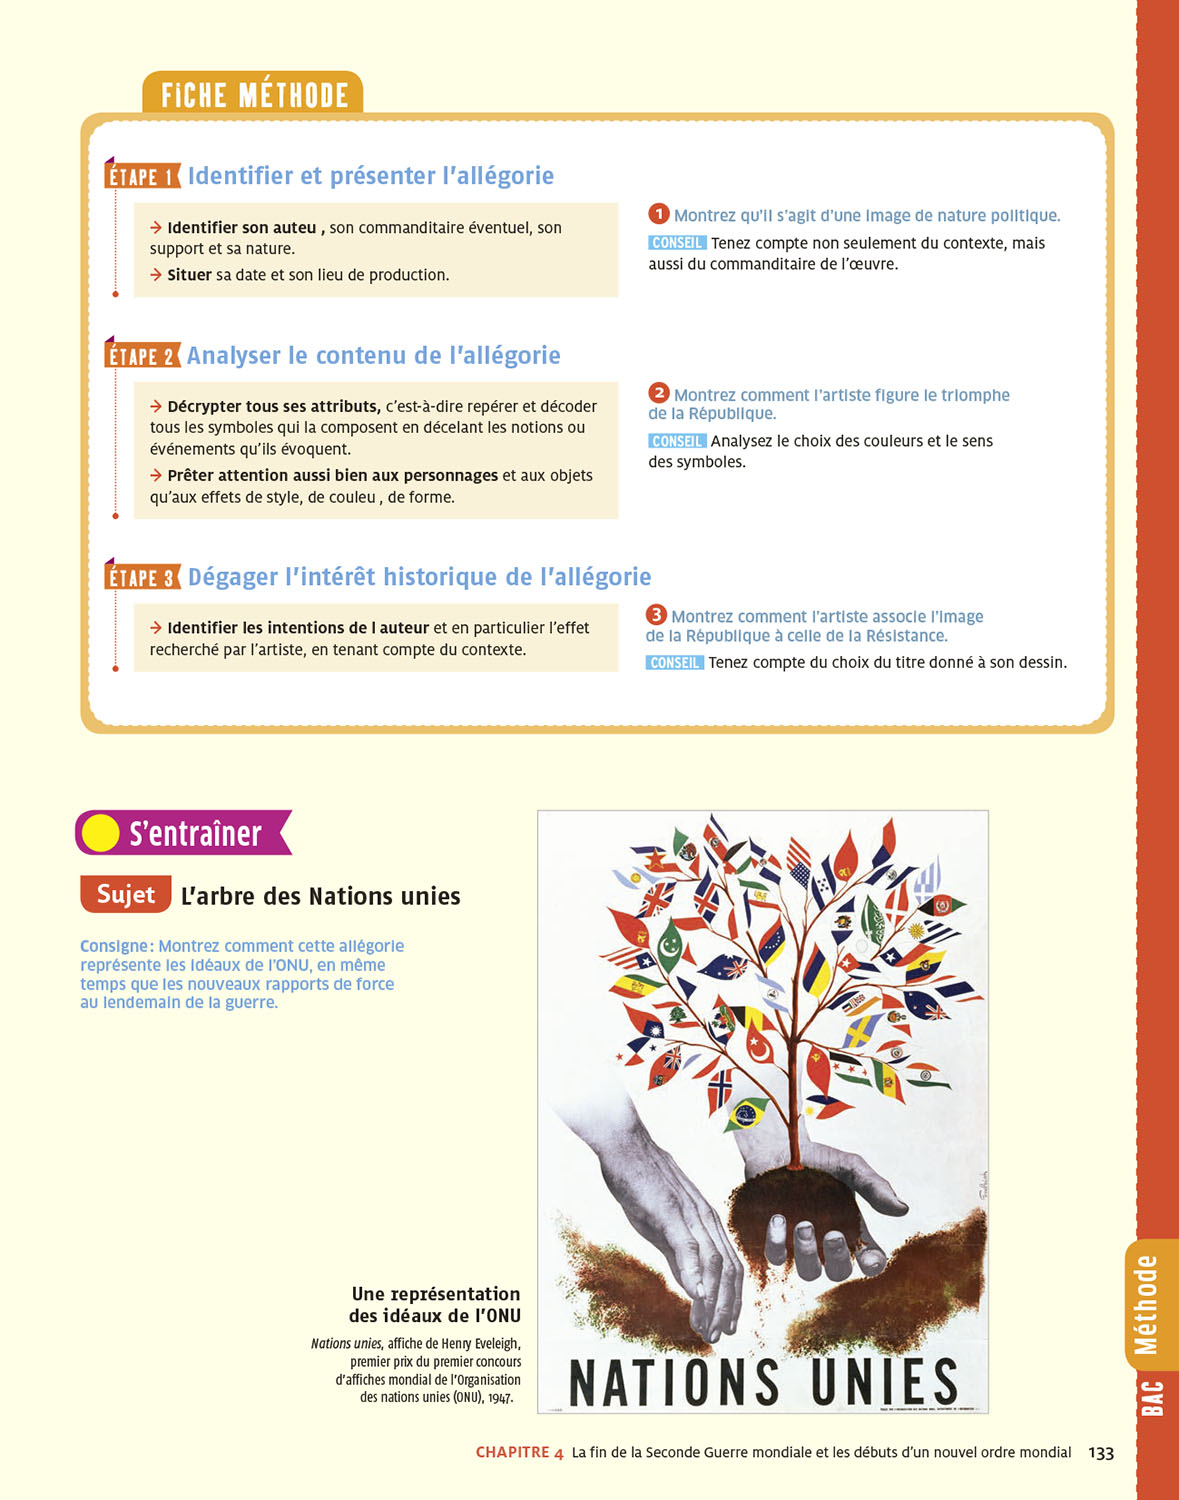 FiCHE MÉTHODE
ÉTAPE 1 Identifier et présenter l'allégorie
→ Identifier son auteu , son commanditaire éventuel, son
support et sa nature.
→ Situer sa date et son lieu de production.
1 Montrez qu'il s'agit d'une image de nature politique.
CONSEIL Tenez compte non seulement du contexte, mais
aussi du commanditaire de l'œuvre.
ÉTAPE 2 Analyser le contenu de l'allégorie
→ Décrypter tous ses attributs, c'est-à-dire repérer et décoder
tous les symboles qui la composent en décelant les notions ou
événements qu'ils évoquent.
→ Prêter attention aussi bien aux personnages et aux objets
qu'aux effets de style, de couleu , de forme.
2 Montrez comment l'artiste figure le triomphe
de la République.
CONSEIL Analysez le choix des couleurs et le sens
des symboles.
ÉTAPE 3 Dégager l'intérêt historique de l'allégorie
→ Identifier les intentions de l auteur et en particulier l'effet
recherché par l'artiste, en tenant compte du contexte.
3 Montrez comment l'artiste associe l'image
de la République à celle de la Résistance.
CONSEIL Tenez compte du choix du titre donné à son dessin.
S'entraîner
Sujet L'arbre des Nations unies
Consigne : Montrez comment cette allégorie
représente les idéaux de l'ONU, en même
temps que les nouveaux rapports de force
au lendemain de la guerre.
Une représentation
des idéaux de l'ONU
Nations unies, affiche de Henry Eveleigh,
premier prix du premier concours
d'affiches mondial de l'Organisation
des nations unies (ONU), 1947.
NATIONS UNIES
BAC Méthode
CHAPITRE 4 La fin de la Seconde Guerre mondiale et les débuts d'un nouvel ordre mondial 133